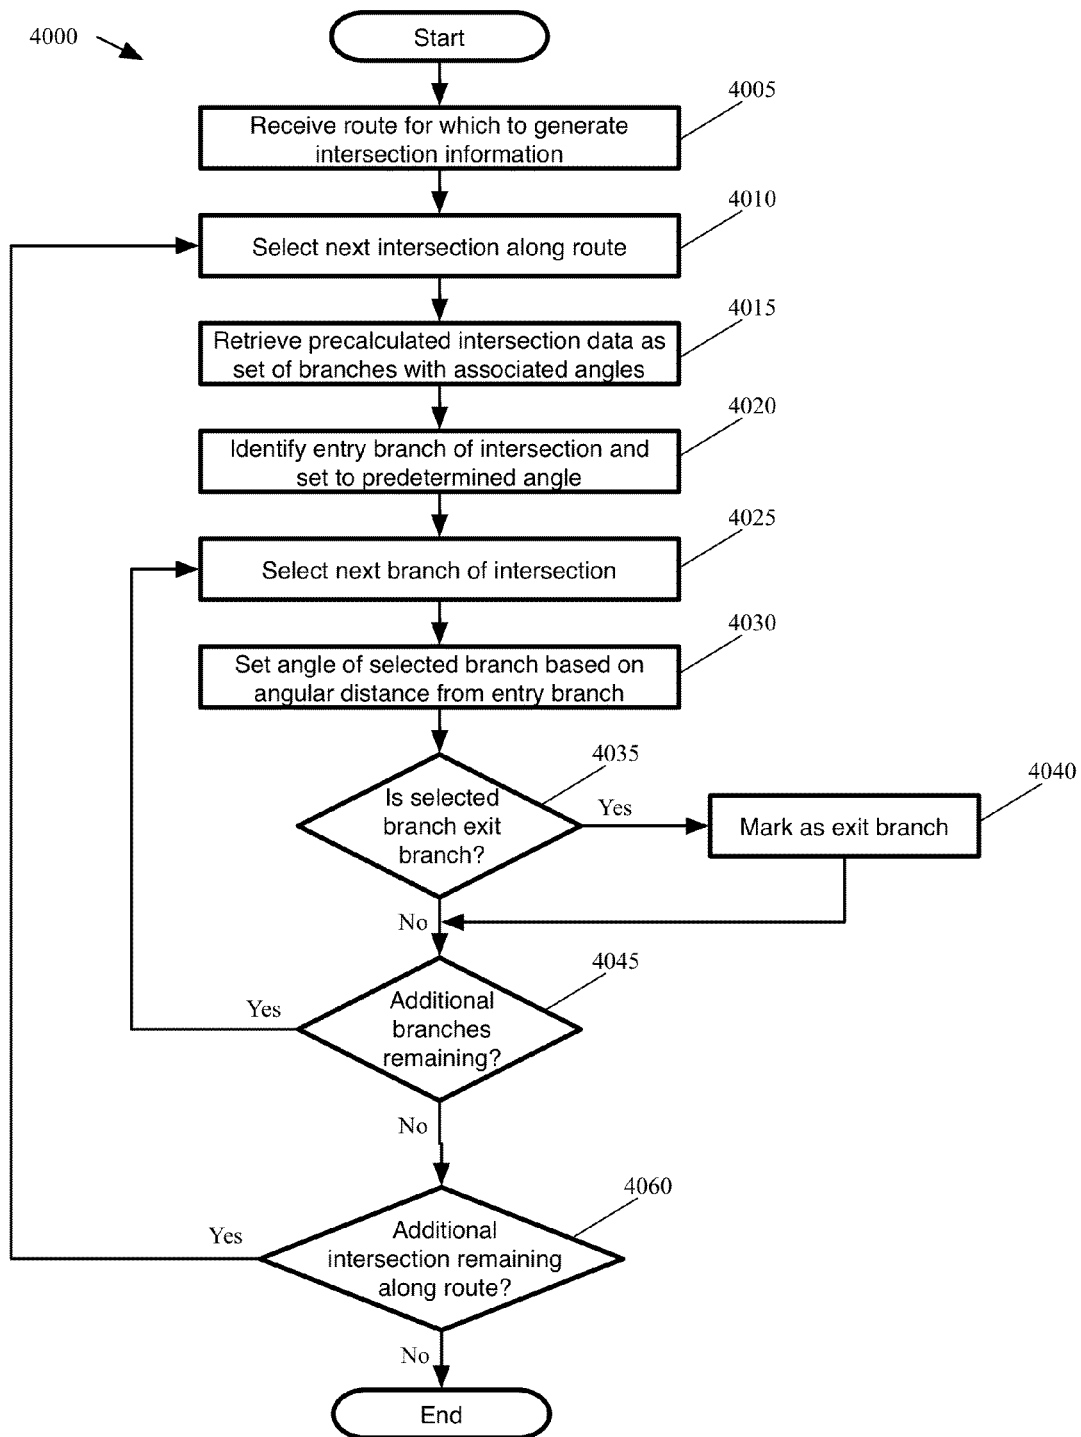 4000
Start
4005
Receive route for which to generate
intersection information
4010
Select next intersection along route
4015
Retrieve precalculated intersection data as
set of branches with associated angles
4020
Identify entry branch of intersection and
set to predetermined angle
4025
Select next branch of intersection
4030
Set angle of selected branch based on
angular distance from entry branch
4035
Is selected
branch exit
branch?
Yes
4040
Mark as exit branch
No
4045
Additional
branches
remaining?
Yes
No
4060
Additional
intersection remaining
along route?
Yes
No
End